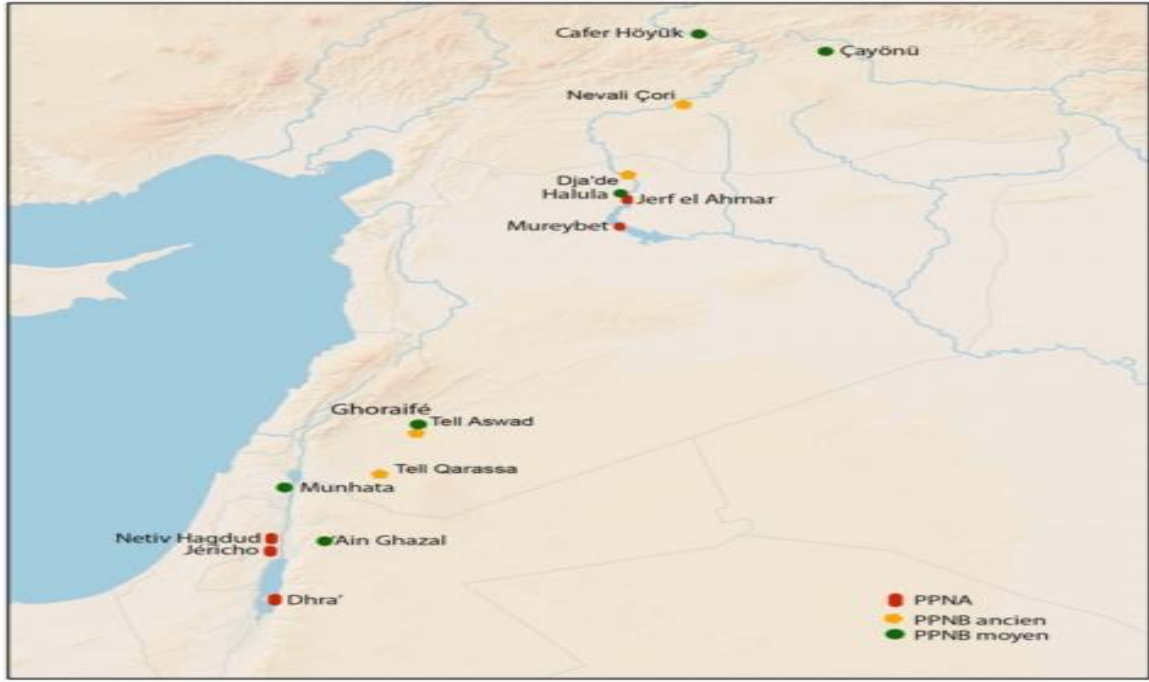 Cafer Höyük
Çayönü
Nevali Çori
Dja'de
Halula
Jerf el Ahmar
Mureybet
Ghoraifé
Tell Aswad
Tell Qarassa
Munhata
Netiv Hagdud
'Ain Ghazal
Jéricho
Dhra'
PPNA
PPNB ancien
PPNB moyen